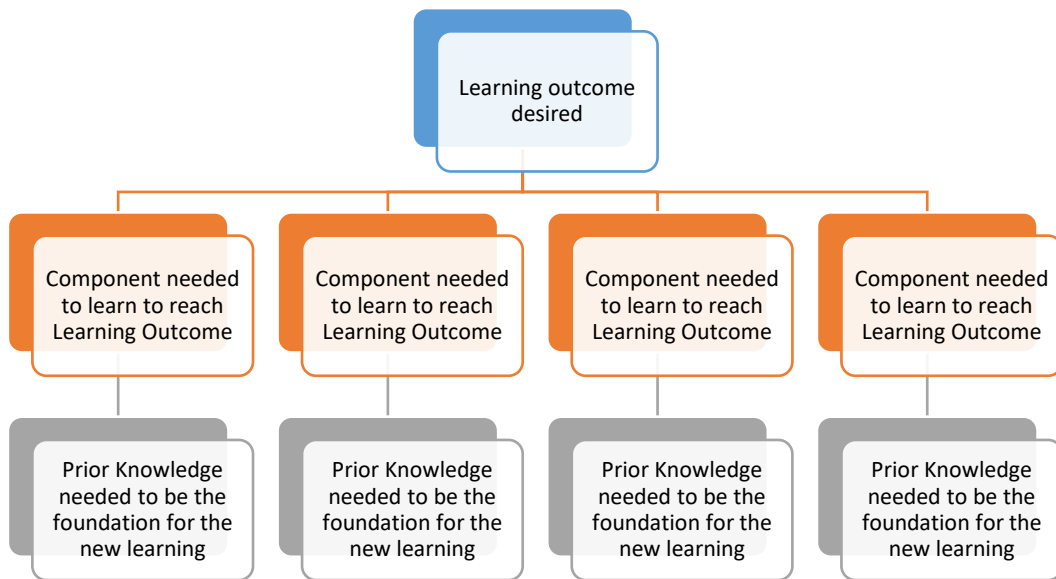 Learning outcome
desired
Component needed
to learn to reach
Learning Outcome
Component needed
to learn to reach
Learning Outcome
Component needed
to learn to reach
Learning Outcome
Component needed
to learn to reach
Learning Outcome
Prior Knowledge
needed to be the
foundation for the
new learning
Prior Knowledge
needed to be the
foundation for the
new learning
Prior Knowledge
needed to be the
foundation for the
new learning
Prior Knowledge
needed to be the
foundation for the
new learning